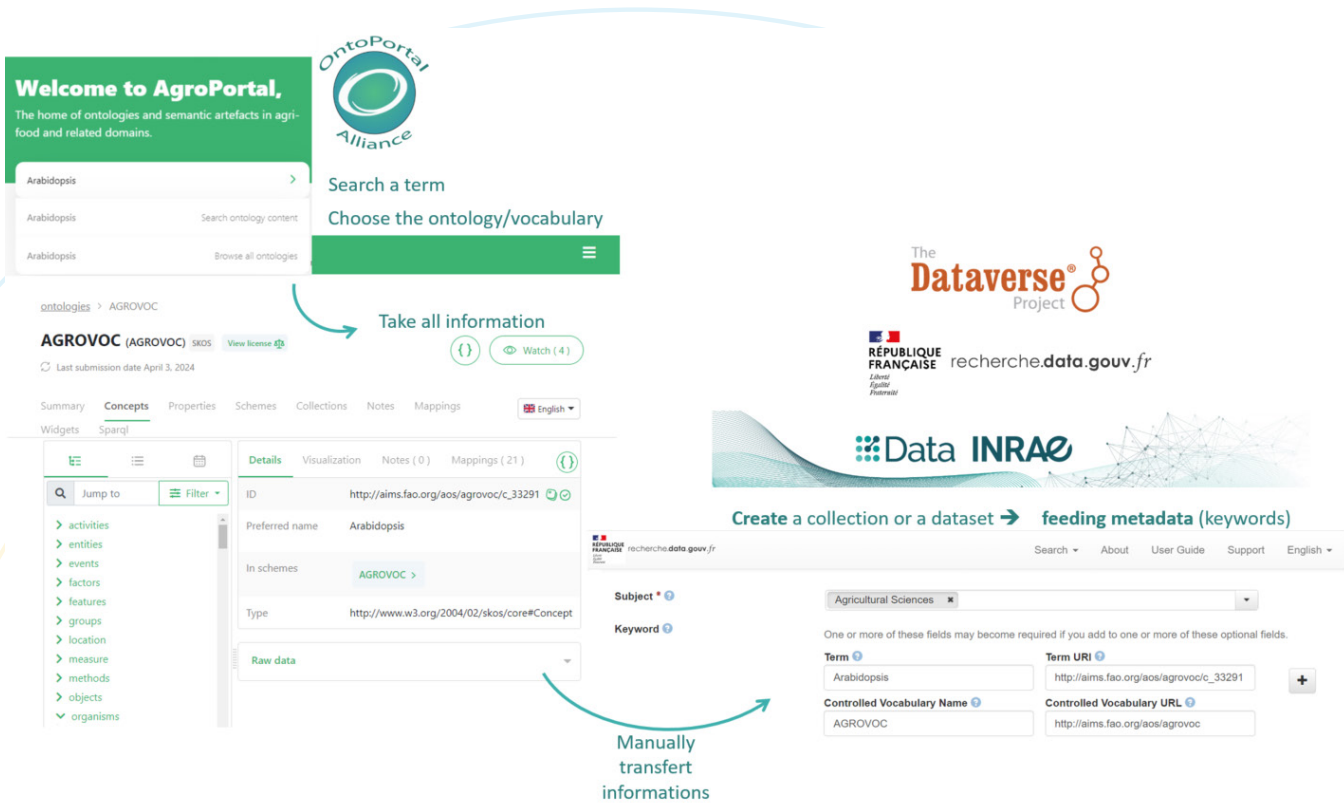 Welcome to AgroPortal,
The home of ontologies and semantic artefacts in agri-
food and related domains.
Arabidopsis
Arabidopsis Search ontology content
Arabidopsis Browse all ontologies
OntoPortal
Alliance
Search a term
Choose the ontology/vocabulary
ontologies > AGROVOC
AGROVOC (AGROVOC) SKOS View license
Last submission date April 3, 2024
Take all information
{} Watch ( 4 )
Summary Concepts Properties Schemes Collections Notes Mappings
English
Widgets Sparql
Jump to Filter
activities
entities
events
factors
features
groups
location
measure
methods
objects
organisms
Details Visualization Notes ( 0 ) Mappings ( 21 ) {}
ID http://aims.fao.org/aos/agrovoc/c_33291
Preferred name Arabidopsis
In schemes AGROVOC >
Type http://www.w3.org/2004/02/skos/core#Concept
Raw data
Manually
transfert
informations
The
Dataverse®
Project
RÉPUBLIQUE
FRANÇAISE
Liberté
Égalité
Fraternité
recherche.data.gouv.fr
Data INRAE
Create a collection or a dataset → feeding metadata (keywords)
RÉPUBLIQUE
FRANÇAISE
recherche.data.gouv.fr
Search About User Guide Support English
Subject * Agricultural Sciences ×
Keyword
One or more of these fields may become required if you add to one or more of these optional fields.
Term Term URI
Arabidopsis http://aims.fao.org/aos/agrovoc/c_33291
+
Controlled Vocabulary Name Controlled Vocabulary URL
AGROVOC http://aims.fao.org/aos/agrovoc